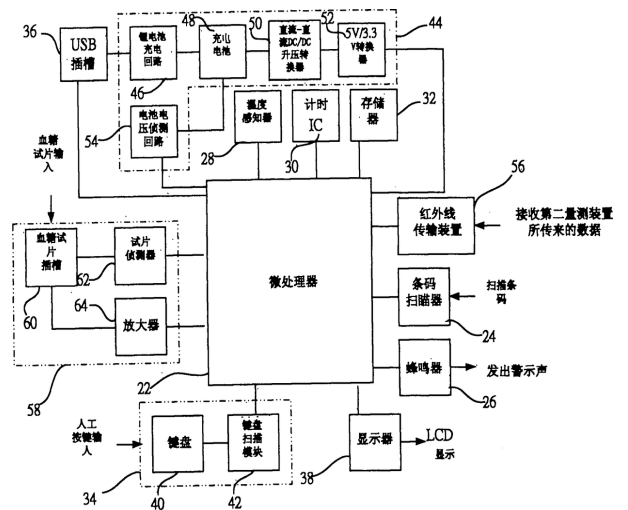 36
USB
插槽
锂电池
充电
回路
46
48
充电
电池
50
直流-直
流DC/DC
升压转
换器
52
5V/3.3
V转换
器
44
电池电
压侦测
回路
54
温度
感知器
28
计时
IC
30
存储
器
32
血糖
试片输
入
血糖试
片
插槽
60
试片
侦测器
62
64
放大器
58
微处理器
22
红外线
传输装置
56
接收第二量测装置
所传来的数据
条码
扫瞄器
24
扫描条
码
蜂鸣器
26
发出警示声
人工
按键输
入
键盘
40
键盘
扫描
模块
42
34
显示器
38
LCD
显示